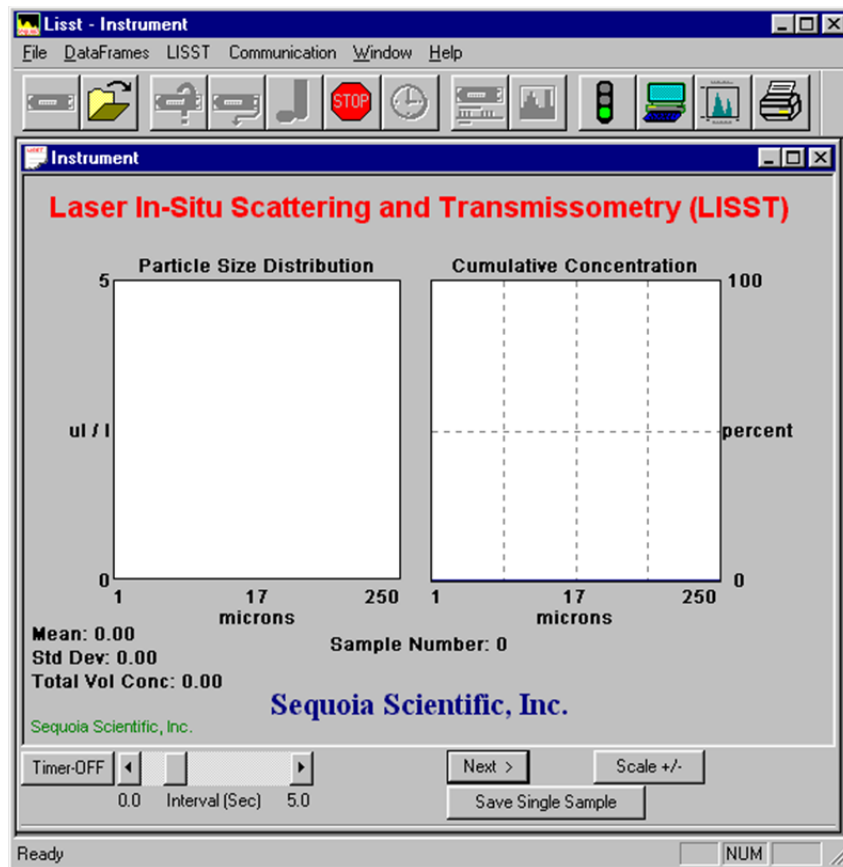 Lisst - Instrument
File DataFrames LISST Communication Window Help
STOP
Instrument
Laser In-Situ Scattering and Transmissometry (LISST)
Particle Size Distribution Cumulative Concentration
5 100
ul / l percent
0 0
1 17 250 1 17 250
microns microns
Mean: 0.00
Sample Number: 0
Std Dev: 0.00
Total Vol Conc: 0.00
Sequoia Scientific, Inc.
Sequoia Scientific, Inc.
Timer-OFF Next > Scale +/-
0.0 Interval (Sec) 5.0 Save Single Sample
Ready NUM